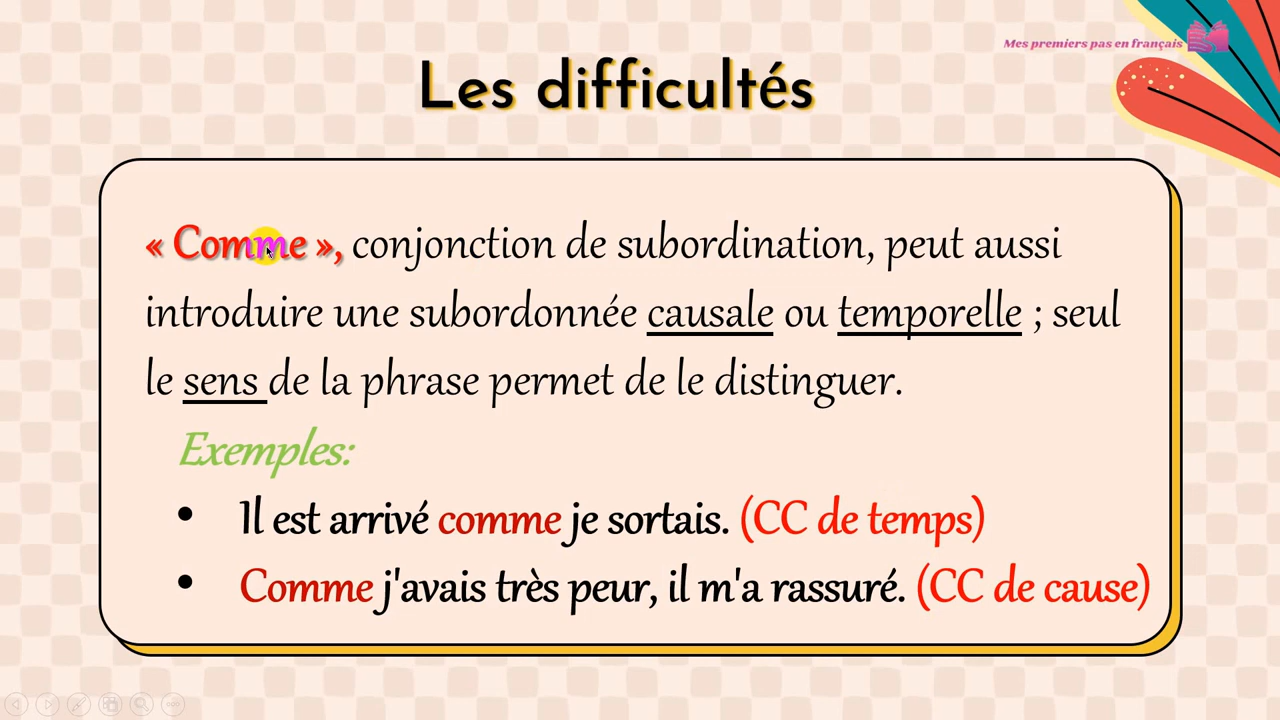 Mes premiers pas en français
Les difficultés
« Comme », conjonction de subordination, peut aussi
introduire une subordonnée causale ou temporelle ; seul
le sens de la phrase permet de le distinguer.
Exemples:
• Il est arrivé comme je sortais. (CC de temps)
• Comme j'avais très peur, il m'a rassuré. (CC de cause)